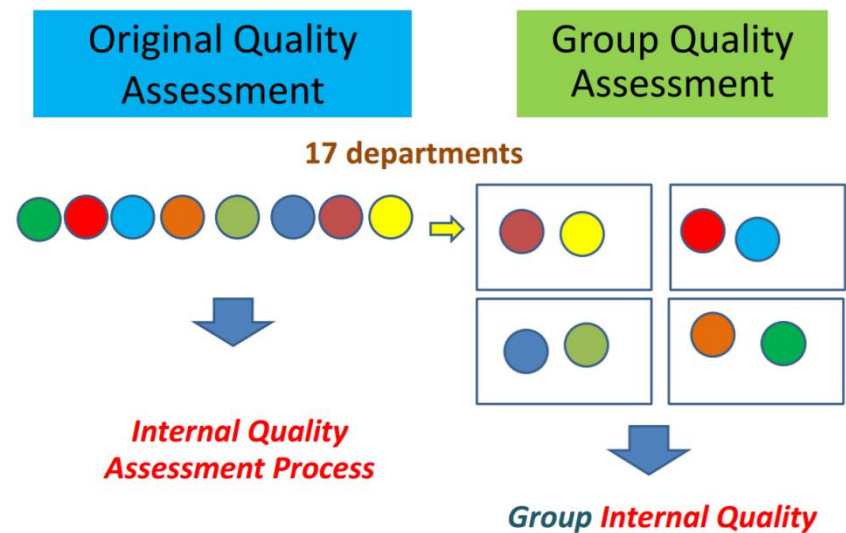 Original Quality
Assessment
Group Quality
Assessment
17 departments
Internal Quality
Assessment Process
Group Internal Quality